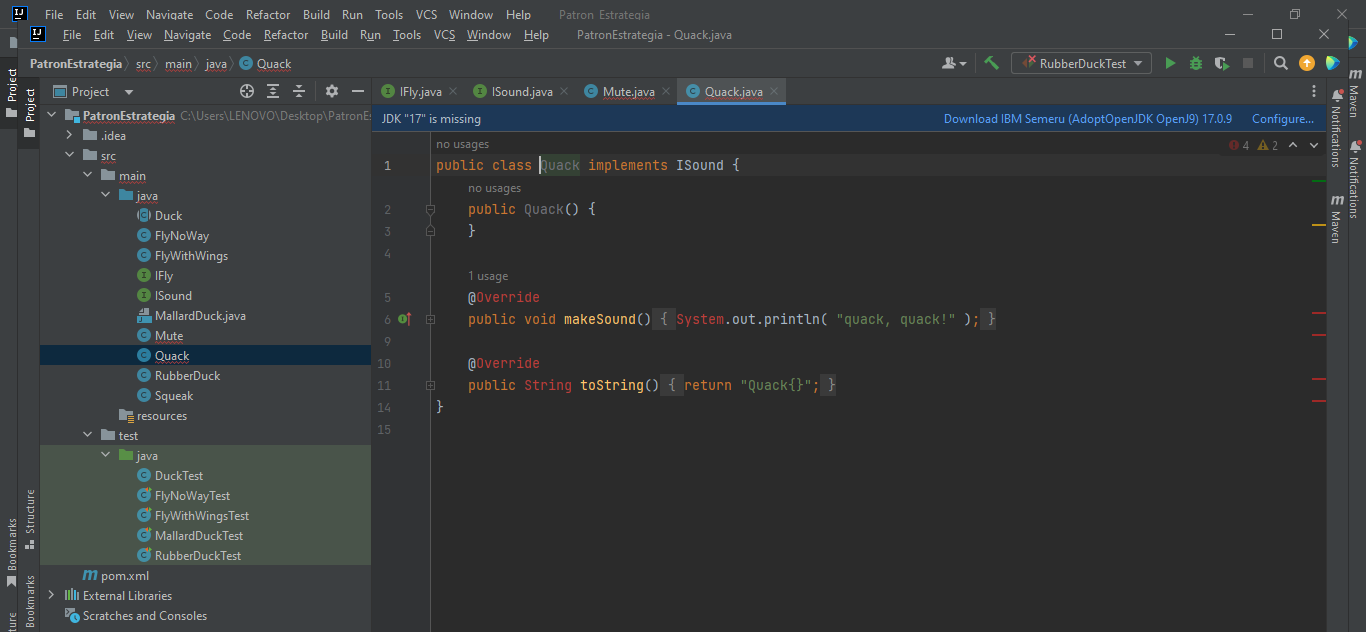 File Edit View Navigate Code Refactor Build Run Tools VCS Window Help Patron Estrategia
File Edit View Navigate Code Refactor Build Run Tools VCS Window Help PatronEstrategia - Quack.java
PatronEstrategia src main java Quack RubberDuckTest
Project
Project
Project
IFly.java ISound.java Mute.java Quack.java
PatronEstrategia C:\Users\LENOVO\Desktop\PatronEs
.idea
src
main
java
Duck
FlyNoWay
FlyWithWings
IFly
ISound
MallardDuck.java
Mute
Quack
RubberDuck
Squeak
resources
test
java
DuckTest
FlyNoWayTest
FlyWithWingsTest
MallardDuckTest
RubberDuckTest
pom.xml
External Libraries
Scratches and Consoles
Bookmarks
Structure
Bookmarks
ture
JDK "17" is missing Download IBM Semeru (AdoptOpenJDK OpenJ9) 17.0.9 Configure...
no usages 4 2
1 public class Quack implements ISound {
no usages
2 public Quack() {
3 }
4
1 usage
5 @Override
6 public void makeSound() { System.out.println( "quack, quack!" ); }
9
10 @Override
11 public String toString() { return "Quack{}"; }
14 }
15
Notifications
Maven
Maven
Notifications